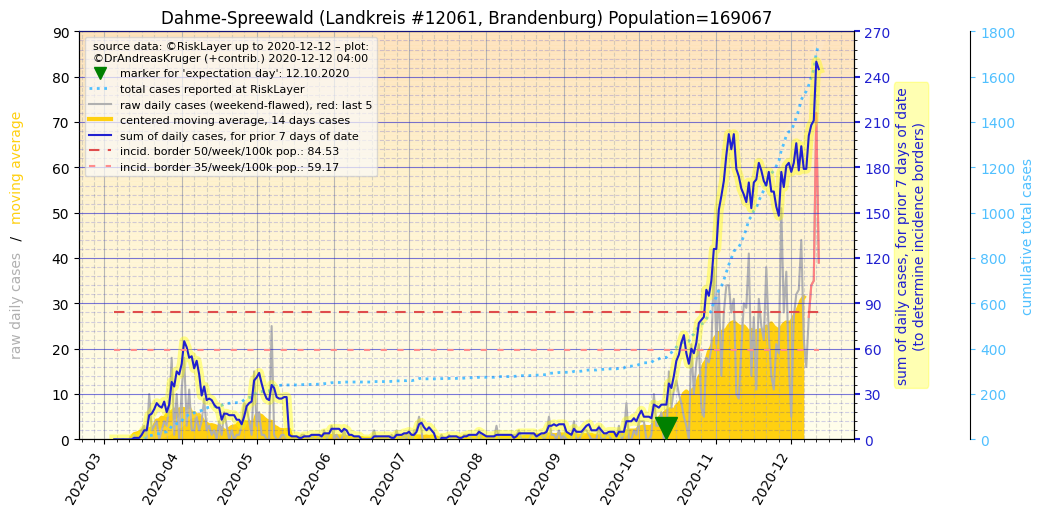 Dahme-Spreewald (Landkreis #12061, Brandenburg) Population=169067
source data: ©RiskLayer up to 2020-12-12 – plot:
©DrAndreasKruger (+contrib.) 2020-12-12 04:00
marker for 'expectation day': 12.10.2020
total cases reported at RiskLayer
raw daily cases (weekend-flawed), red: last 5
centered moving average, 14 days cases
sum of daily cases, for prior 7 days of date
incid. border 50/week/100k pop.: 84.53
incid. border 35/week/100k pop.: 59.17
raw daily cases / moving average
90
80
70
60
50
40
30
20
10
0
2020-03
2020-04
2020-05
2020-06
2020-07
2020-08
2020-09
2020-10
2020-11
2020-12
270
240
210
180
150
120
90
60
30
0
sum of daily cases, for prior 7 days of date
(to determine incidence borders)
1800
1600
1400
1200
1000
800
600
400
200
0
cumulative total cases